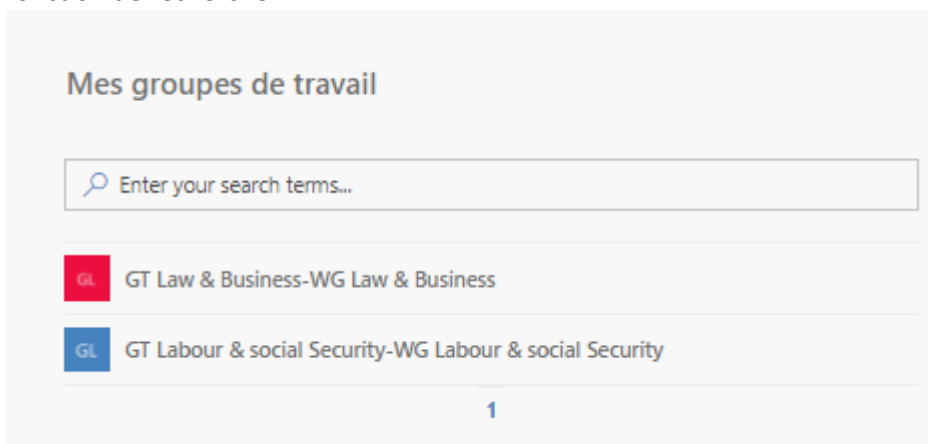 Mes groupes de travail
Enter your search terms...
GL GT Law & Business-WG Law & Business
GL GT Labour & social Security-WG Labour & social Security
1